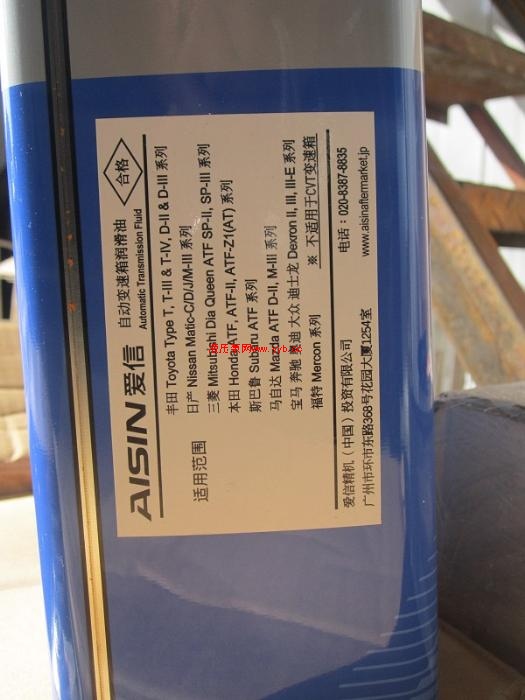 AISIN 爱信
自动变速箱润滑油
Automatic Transmission Fluid
合格
适用范围
丰田 Toyota Type T, T-III & T-IV, D-II & D-III 系列
日产 Nissan Matic-C/D/J/M-III 系列
三菱 Mitsubishi Dia Queen ATF SP-II, SP-III 系列
本田 Honda ATF, ATF-II, ATF-Z1(AT) 系列
斯巴鲁 Subaru ATF 系列
马自达 Mazda ATF D-II, M-III 系列
宝马 奔驰 奥迪 大众 迪士龙 Dexron II, III, III-E 系列
福特 Mercon 系列
※ 不适用于CVT变速箱
爱信精机（中国）投资有限公司
电话：020-8387-8835
广州市环市东路368号花园大厦1254室
www.aisinaftermarket.jp
www.zzyb.net